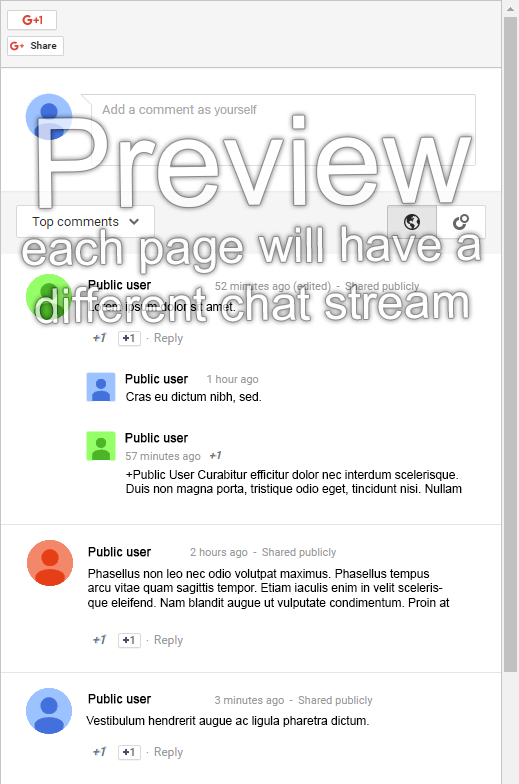 G+1
G+ Share
Add a comment as yourself
Preview
Top comments
each page will have a
Public user 52 minutes ago (edited) - Shared publicly
Lorem ipsum dolor sit amet.
different chat stream
+1 +1 · Reply
Public user 1 hour ago
Cras eu dictum nibh, sed.
Public user
57 minutes ago +1
+Public User Curabitur efficitur dolor nec interdum scelerisque.
Duis non magna porta, tristique odio eget, tincidunt nisi. Nullam
Public user 2 hours ago - Shared publicly
Phasellus non leo nec odio volutpat maximus. Phasellus tempus
arcu vitae quam sagittis tempor. Etiam iaculis enim in velit sceleris-
que eleifend. Nam blandit augue ut vulputate condimentum. Proin at
+1 +1 · Reply
Public user 3 minutes ago - Shared publicly
Vestibulum hendrerit augue ac ligula pharetra dictum.
+1 +1 · Reply